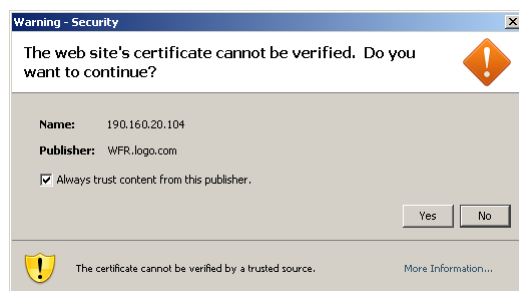 Warning - Security
The web site's certificate cannot be verified. Do you
want to continue?
Name: 190.160.20.104
Publisher: WFR.logo.com
Always trust content from this publisher.
Yes No
The certificate cannot be verified by a trusted source. More Information...